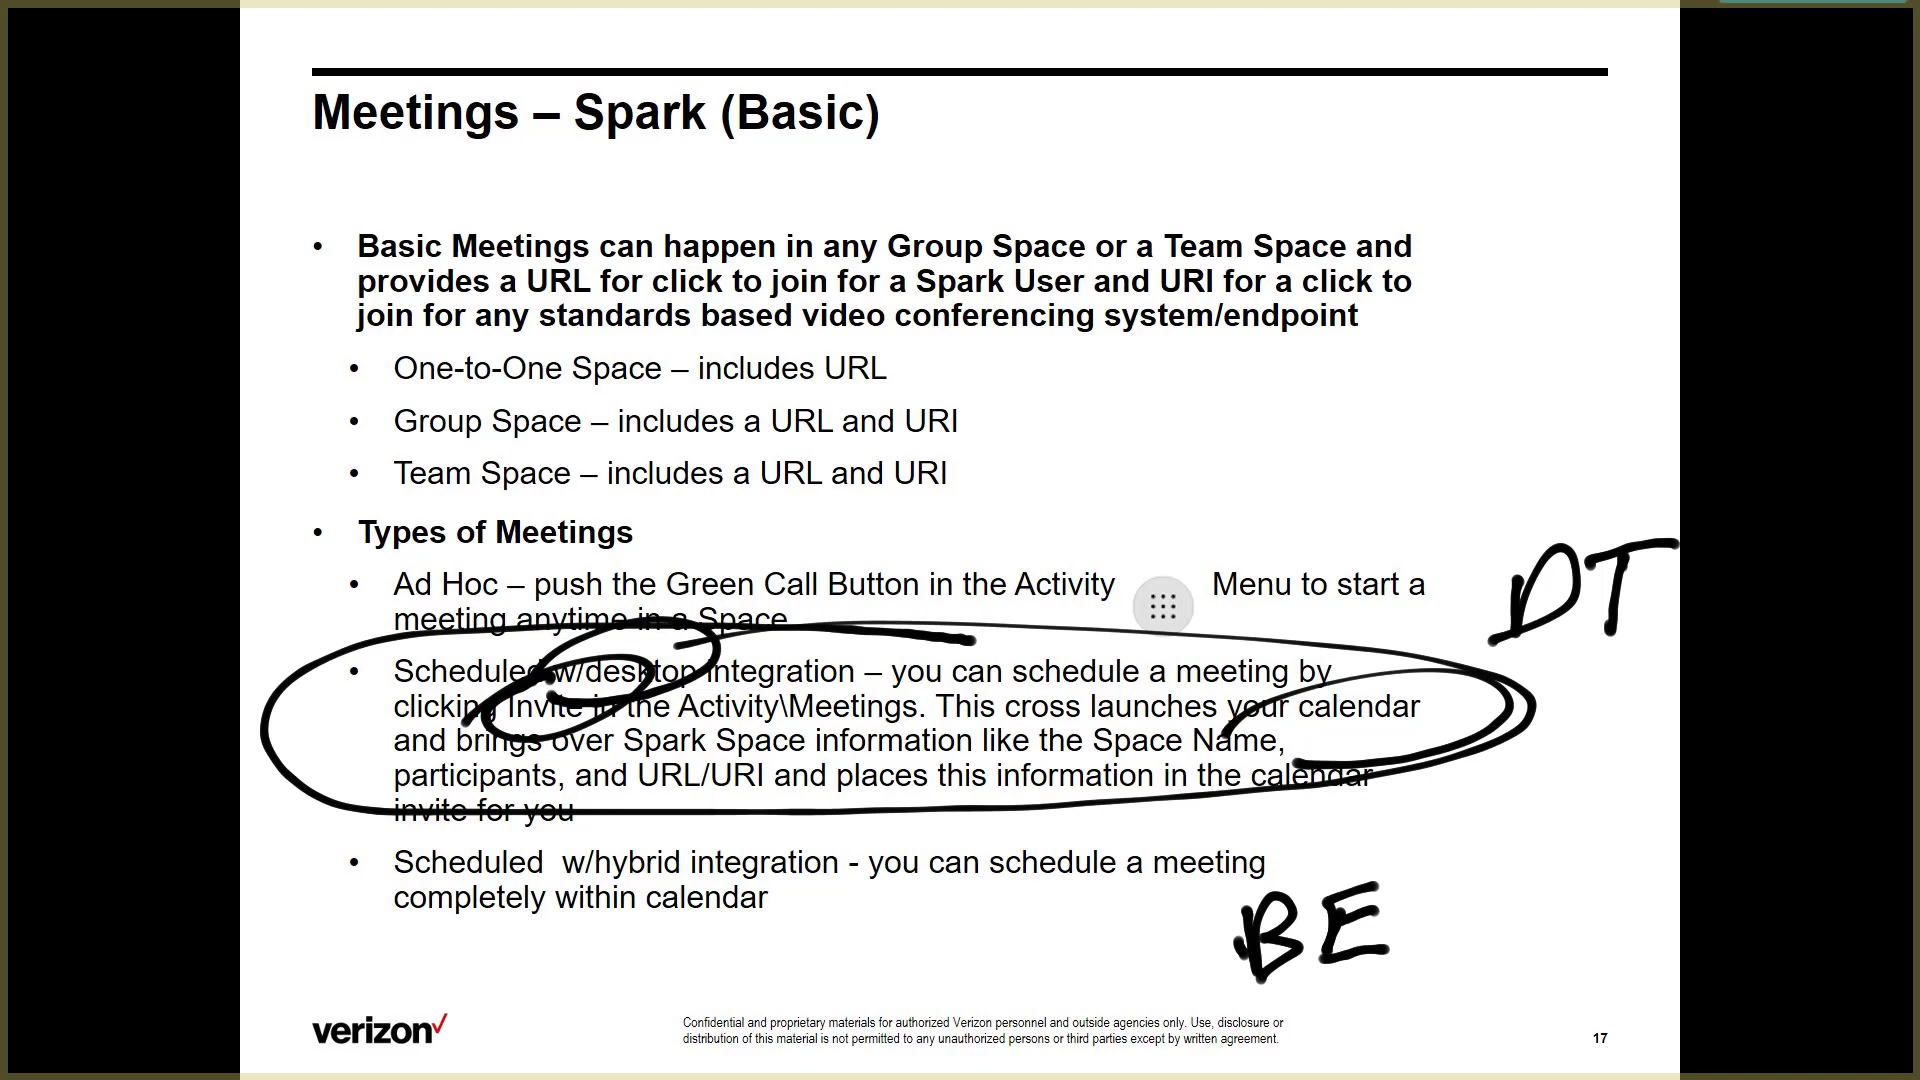 Meetings – Spark (Basic)
• Basic Meetings can happen in any Group Space or a Team Space and
provides a URL for click to join for a Spark User and URI for a click to
join for any standards based video conferencing system/endpoint
• One-to-One Space – includes URL
• Group Space – includes a URL and URI
• Team Space – includes a URL and URI
• Types of Meetings
DT
• Ad Hoc – push the Green Call Button in the Activity Menu to start a
meeting anytime in a Space
• Scheduled w/desktop integration – you can schedule a meeting by
clicking Invite in the Activity\Meetings. This cross launches your calendar
and brings over Spark Space information like the Space Name,
participants, and URL/URI and places this information in the calendar
invite for you
• Scheduled  w/hybrid integration - you can schedule a meeting
completely within calendar
BE
verizon
Confidential and proprietary materials for authorized Verizon personnel and outside agencies only. Use, disclosure or
distribution of this material is not permitted to any unauthorized persons or third parties except by written agreement.
17